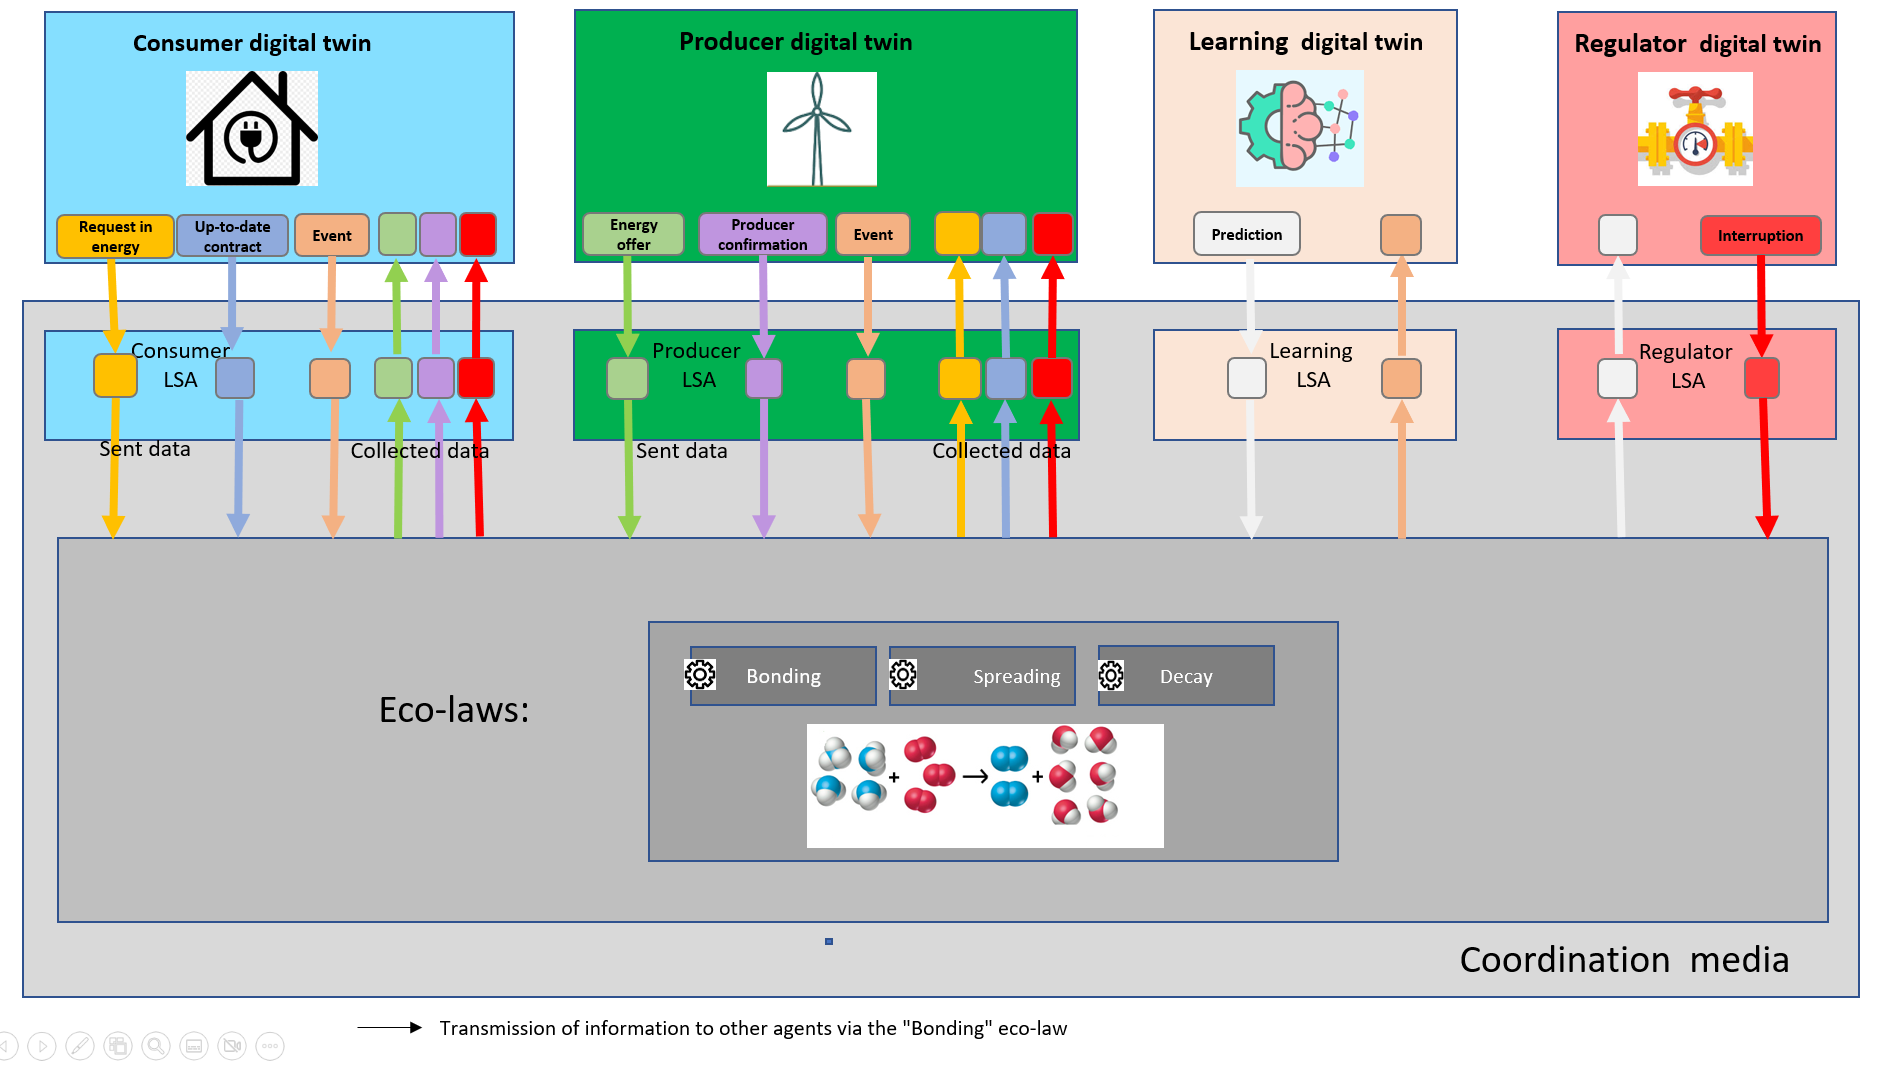 Consumer digital twin
Producer digital twin
Learning digital twin
Regulator digital twin
Request in
energy
Up-to-date
contract
Event
Energy
offer
Producer
confirmation
Event
Prediction
Interruption
Consumer
LSA
Producer
LSA
Learning
LSA
Regulator
LSA
Sent data
Collected data
Sent data
Collected data
Bonding
Spreading
Decay
Eco-laws:
+
+
Coordination media
Transmission of information to other agents via the "Bonding" eco-law